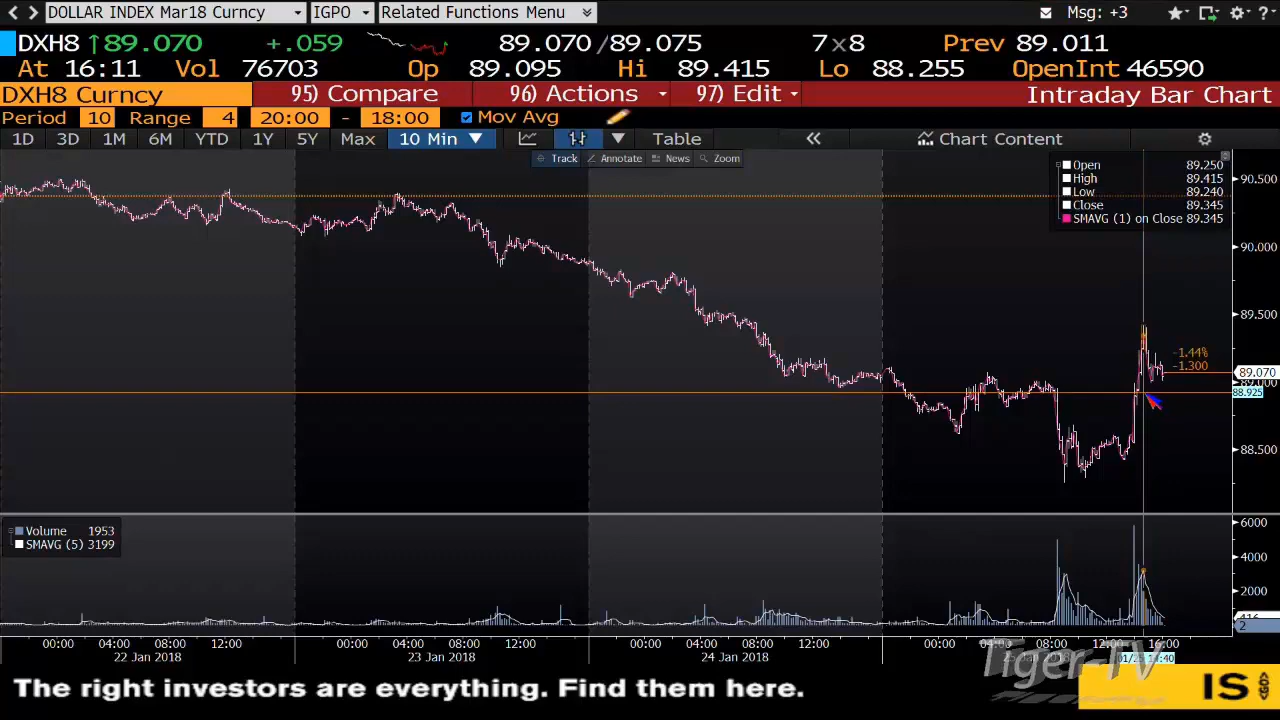 DOLLAR INDEX Mar18 Curncy IGPO Related Functions Menu Msg: +3
DXH8 ↑89.070 +.059 89.070/89.075 7x8 Prev 89.011
At 16:11 Vol 76703 Op 89.095 Hi 89.415 Lo 88.255 OpenInt 46590
DXH8 Curncy 95) Compare 96) Actions 97) Edit Intraday Bar Chart
Period 10 Range 4 20:00 - 18:00 Mov Avg
1D 3D 1M 6M YTD 1Y 5Y Max 10 Min Table Chart Content
Track Annotate News Zoom
Open 89.250
High 89.415
Low 89.240
Close 89.345
SMAVG (1) on Close 89.345
90.500
90.000
89.500
-1.44%
-1.300
89.070
89.000
88.925
88.500
Volume 1953
SMAVG (5) 3199
6000
4000
2000
2
00:00 04:00 08:00 12:00 00:00 04:00 08:00 12:00 00:00 04:00 08:00 12:00 00:00 04:00 08:00 12:00 16:00
22 Jan 2018 23 Jan 2018 24 Jan 2018
Tiger-TV
The right investors are everything. Find them here.
IS